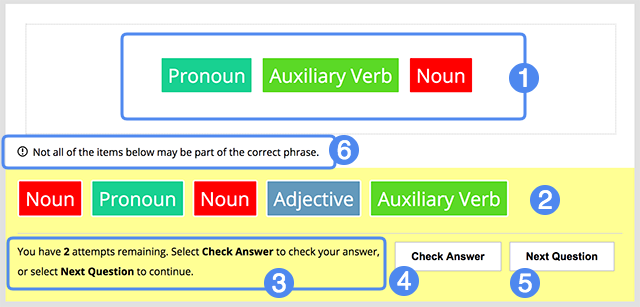 Pronoun Auxiliary Verb Noun
1
Not all of the items below may be part of the correct phrase.
6
Noun Pronoun Noun Adjective Auxiliary Verb
2
You have 2 attempts remaining. Select Check Answer to check your answer,
or select Next Question to continue.
3
Check Answer
4
Next Question
5